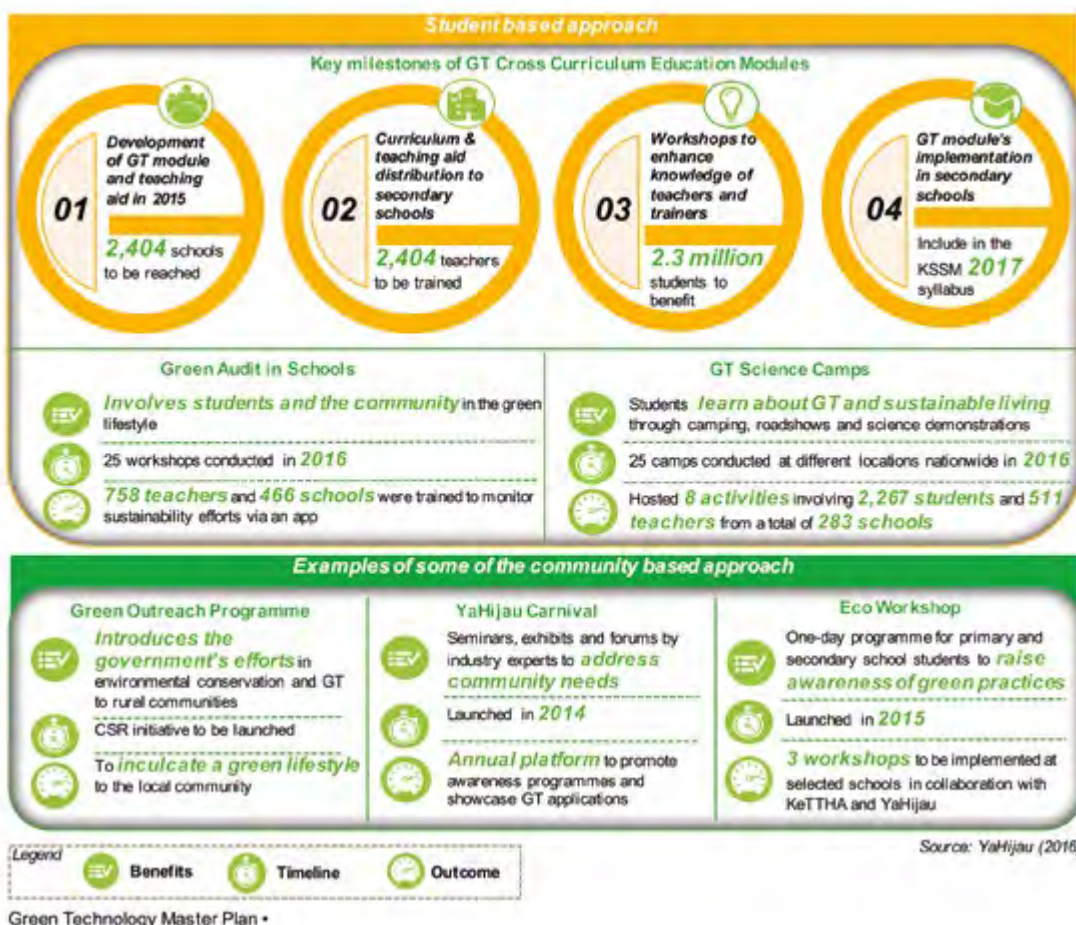 Student based approach
Key milestones of GT Cross Curriculum Education Modules
01
Development
of GT module
and teaching
aid in 2015
2,404 schools
to be reached
02
Curriculum &
teaching aid
distribution to
secondary
schools
2,404 teachers
to be trained
03
Workshops to
enhance
knowledge of
teachers and
trainers
2.3 million
students to
benefit
04
GT module's
implementation
in secondary
schools
Include in the
KSSM 2017
syllabus
Green Audit in Schools
Involves students and the community in the green
lifestyle
25 workshops conducted in 2016
758 teachers and 466 schools were trained to monitor
sustainability efforts via an app
GT Science Camps
Students learn about GT and sustainable living
through camping, roadshows and science demonstrations
25 camps conducted at different locations nationwide in 2016
Hosted 8 activities involving 2,267 students and 511
teachers from a total of 283 schools
Examples of some of the community based approach
Green Outreach Programme
Introduces the
government's efforts in
environmental conservation and GT
to rural communities
CSR initiative to be launched
To inculcate a green lifestyle
to the local community
YaHijau Carnival
Seminars, exhibits and forums by
industry experts to address
community needs
Launched in 2014
Annual platform to promote
awareness programmes and
showcase GT applications
Eco Workshop
One-day programme for primary and
secondary school students to raise
awareness of green practices
Launched in 2015
3 workshops to be implemented at
selected schools in collaboration with
KeTTHA and YaHijau
Source: YaHijau (2016
Legend
Benefits
Timeline
Outcome
Green Technology Master Plan •